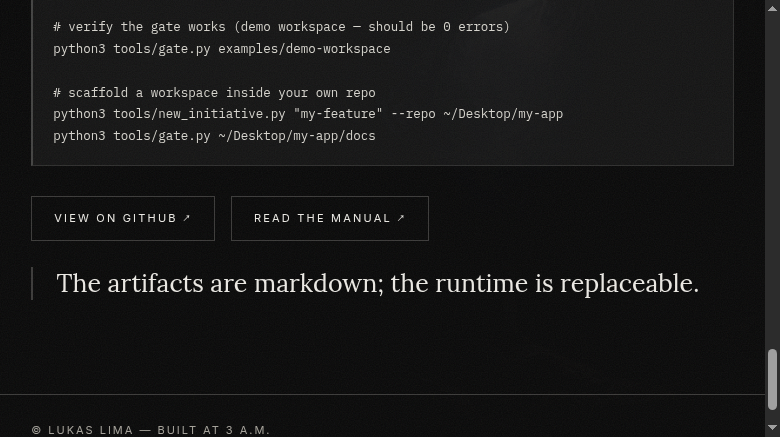 # verify the gate works (demo workspace — should be 0 errors)
python3 tools/gate.py examples/demo-workspace
# scaffold a workspace inside your own repo
python3 tools/new_initiative.py "my-feature" --repo ~/Desktop/my-app
python3 tools/gate.py ~/Desktop/my-app/docs
VIEW ON GITHUB ↗
READ THE MANUAL ↗
The artifacts are markdown; the runtime is replaceable.
© LUKAS LIMA — BUILT AT 3 A.M.